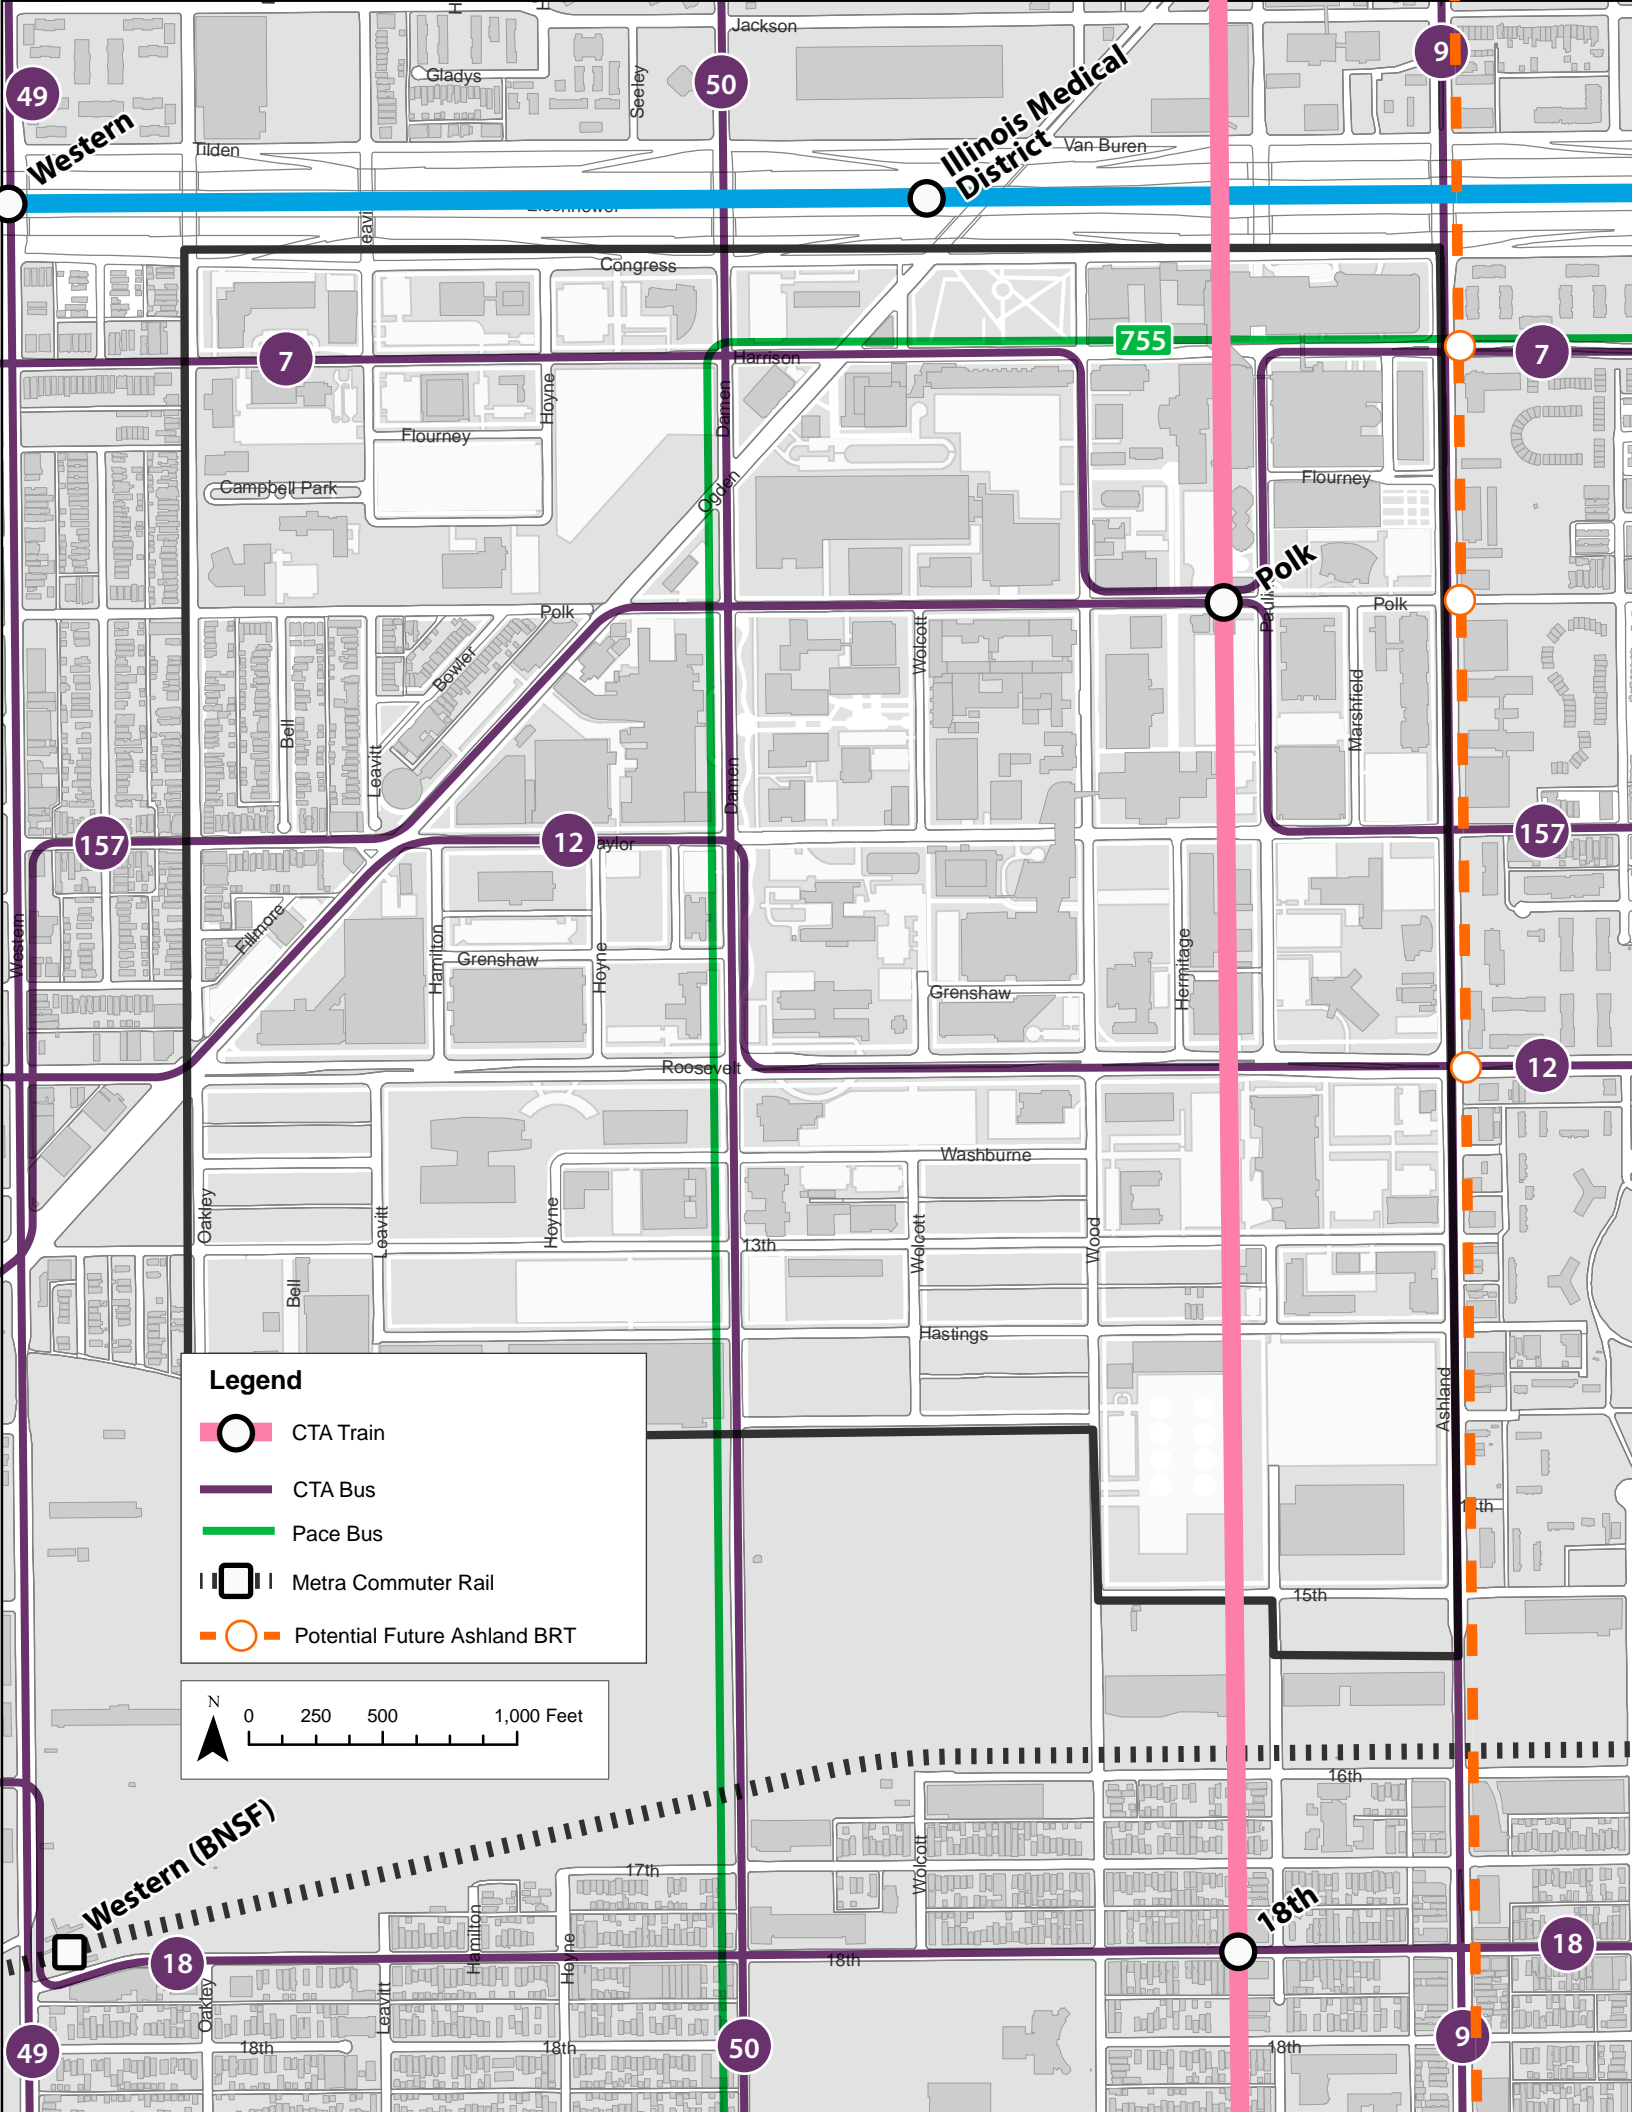 Jackson
9
49
Gladys
Seeley
50
Illinois Medical
District
Western
Tilden
Van Buren
Congress
755
7
Harrison
7
Hoyne
Damen
Flourney
Campbell Park
Ogden
Flourney
Polk
Polk
Polk
Wolcott
Bowler
Bell
Leavitt
Marshfield
Damen
157
12
157
Western
Fillmore
Hamilton
Grenshaw
Hoyne
Hermitage
Grenshaw
Roosevelt
12
Washburne
Oakley
Leavitt
Hoyne
13th
Wolcott
Wood
Bell
Hastings
Ashland
Legend
CTA Train
CTA Bus
Pace Bus
Metra Commuter Rail
Potential Future Ashland BRT
15th
N
0 250 500 1,000 Feet
16th
Western (BNSF)
17th
Wolcott
18th
Hamilton
Hoyne
18
18th
18
Oakley
Leavitt
49
18th
18th
50
18th
9